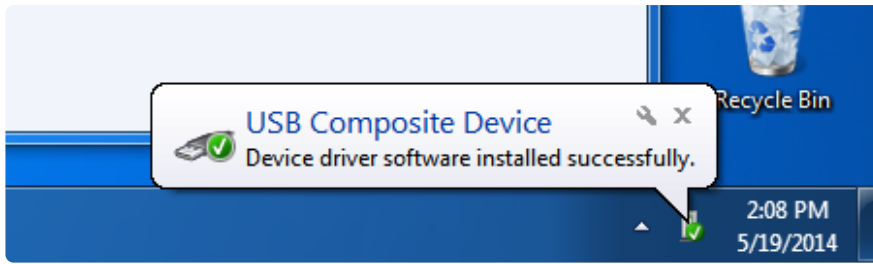 Recycle Bin
USB Composite Device
Device driver software installed successfully.
2:08 PM
5/19/2014